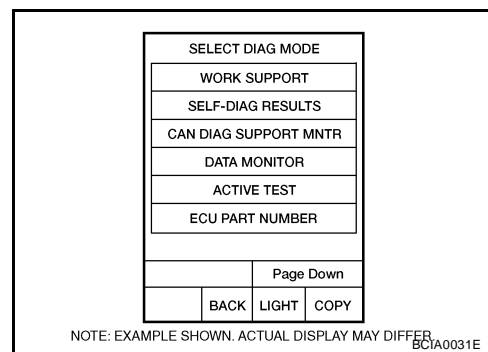 SELECT DIAG MODE
WORK SUPPORT
SELF-DIAG RESULTS
CAN DIAG SUPPORT MNTR
DATA MONITOR
ACTIVE TEST
ECU PART NUMBER
Page Down
BACK LIGHT COPY
NOTE: EXAMPLE SHOWN. ACTUAL DISPLAY MAY DIFFER
BCIA0031E